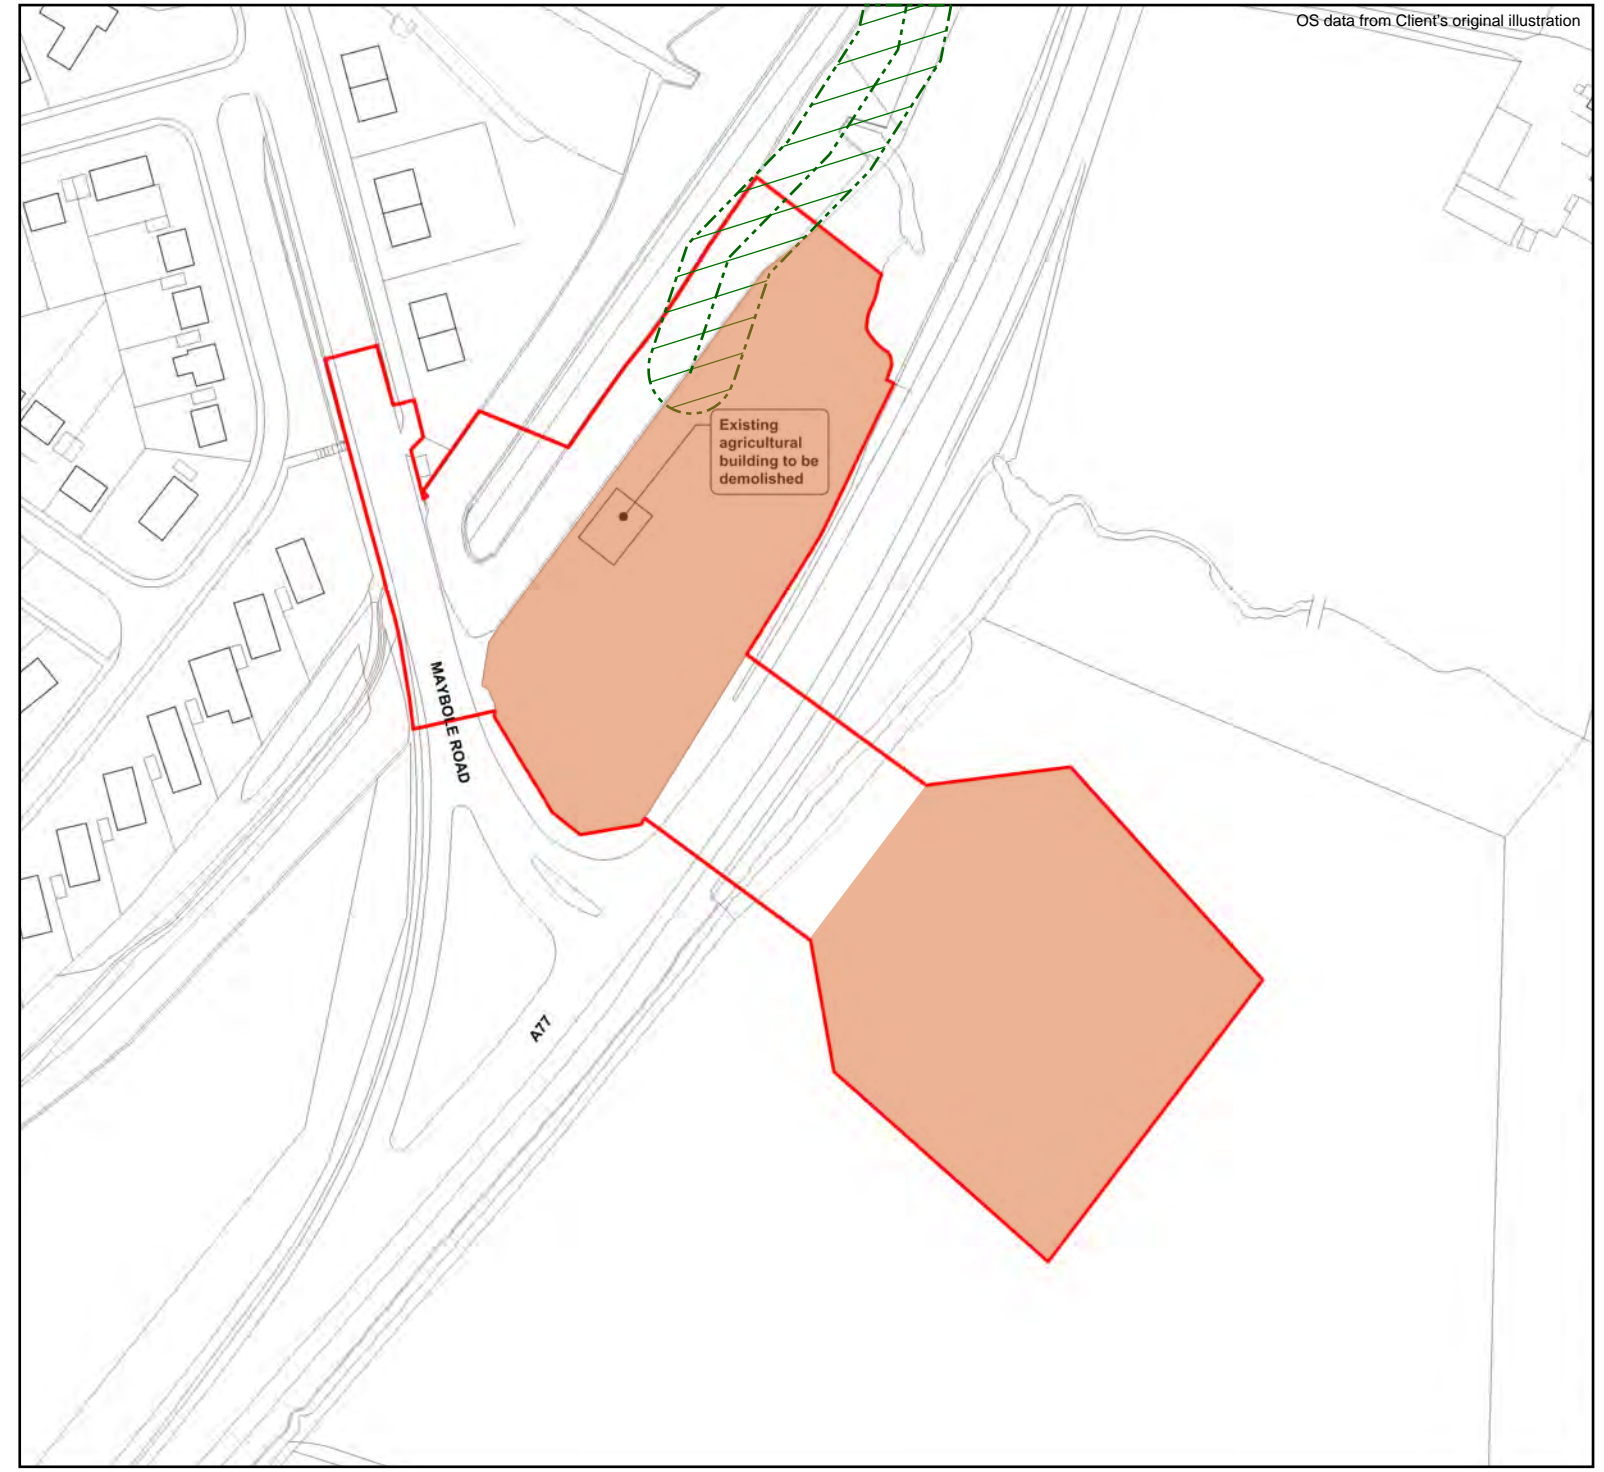 OS data from Client's original illustration
Existing
agricultural
building to be
demolished
MAYBOLE ROAD
A77